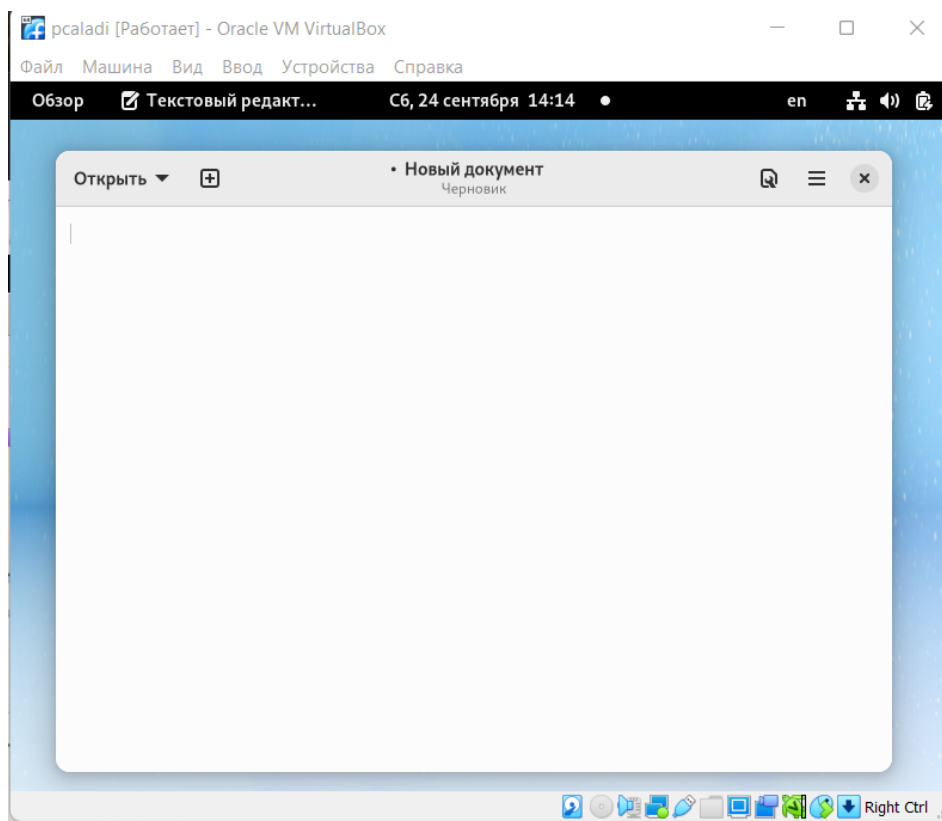 pcaladi [Работает] - Oracle VM VirtualBox
Файл Машина Вид Ввод Устройства Справка
Обзор Текстовый редакт... Сб, 24 сентября 14:14 en
Открыть • Новый документ
Черновик
Right Ctrl